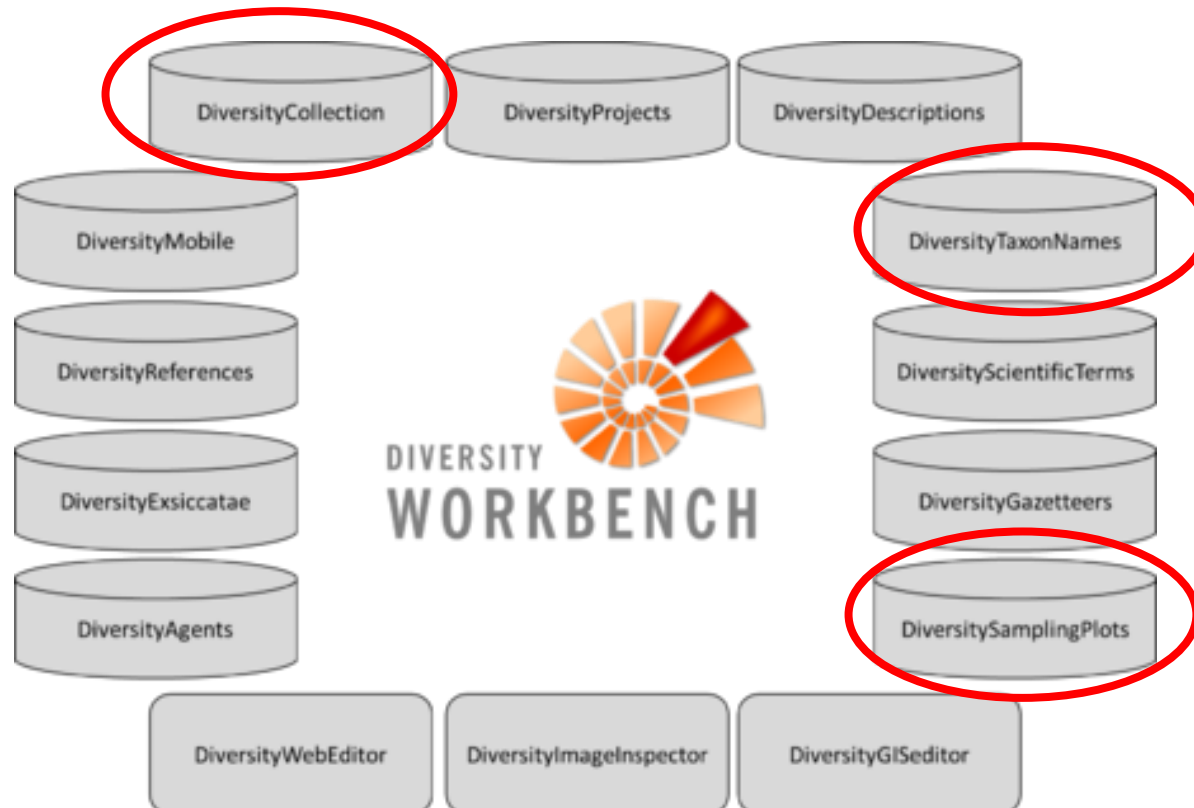 DiversityCollection
DiversityProjects
DiversityDescriptions
DiversityMobile
DiversityTaxonNames
DiversityReferences
DiversityScientificTerms
DIVERSITY
WORKBENCH
DiversityExsiccatae
DiversityGazetteers
DiversityAgents
DiversitySamplingPlots
DiversityWebEditor
DiversityImageInspector
DiversityGISeditor